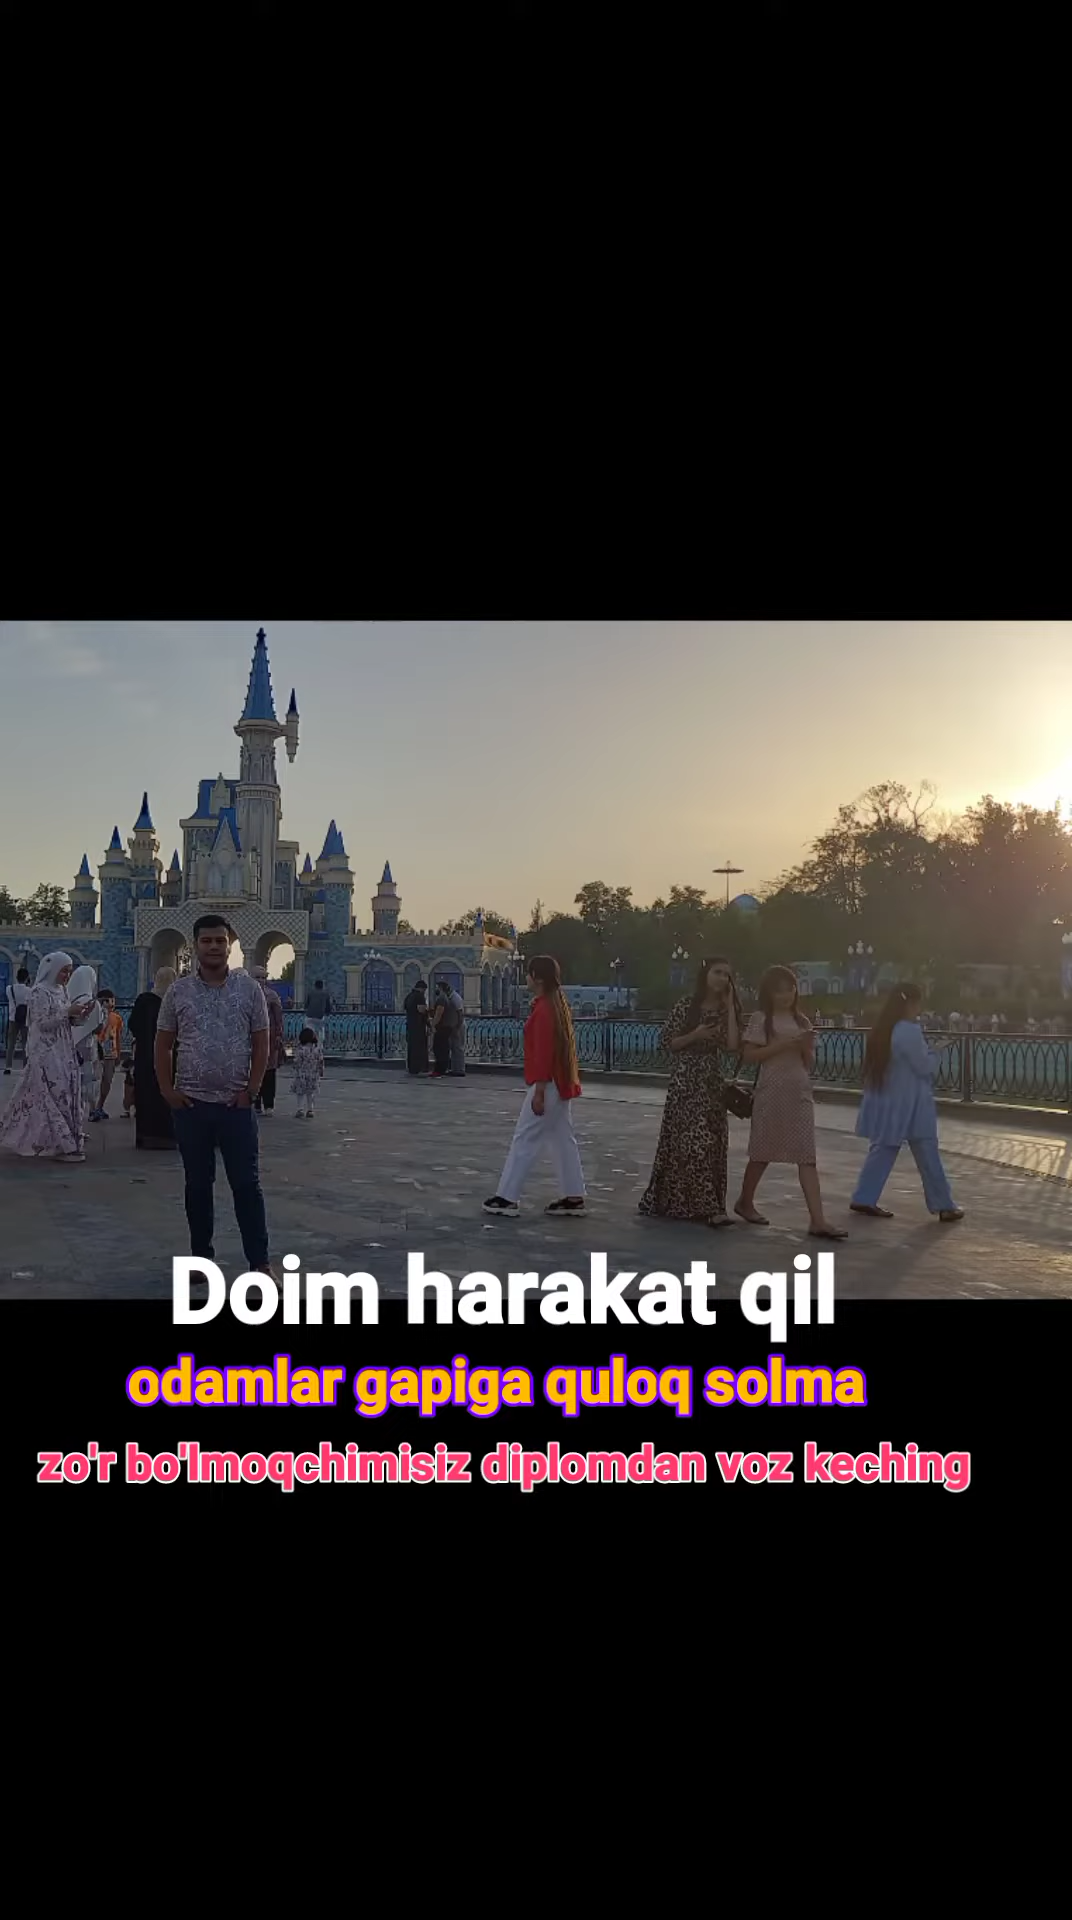 Doim harakat qil
odamlar gapiga quloq solma
zo'r bo'lmoqchimisiz diplomdan voz keching